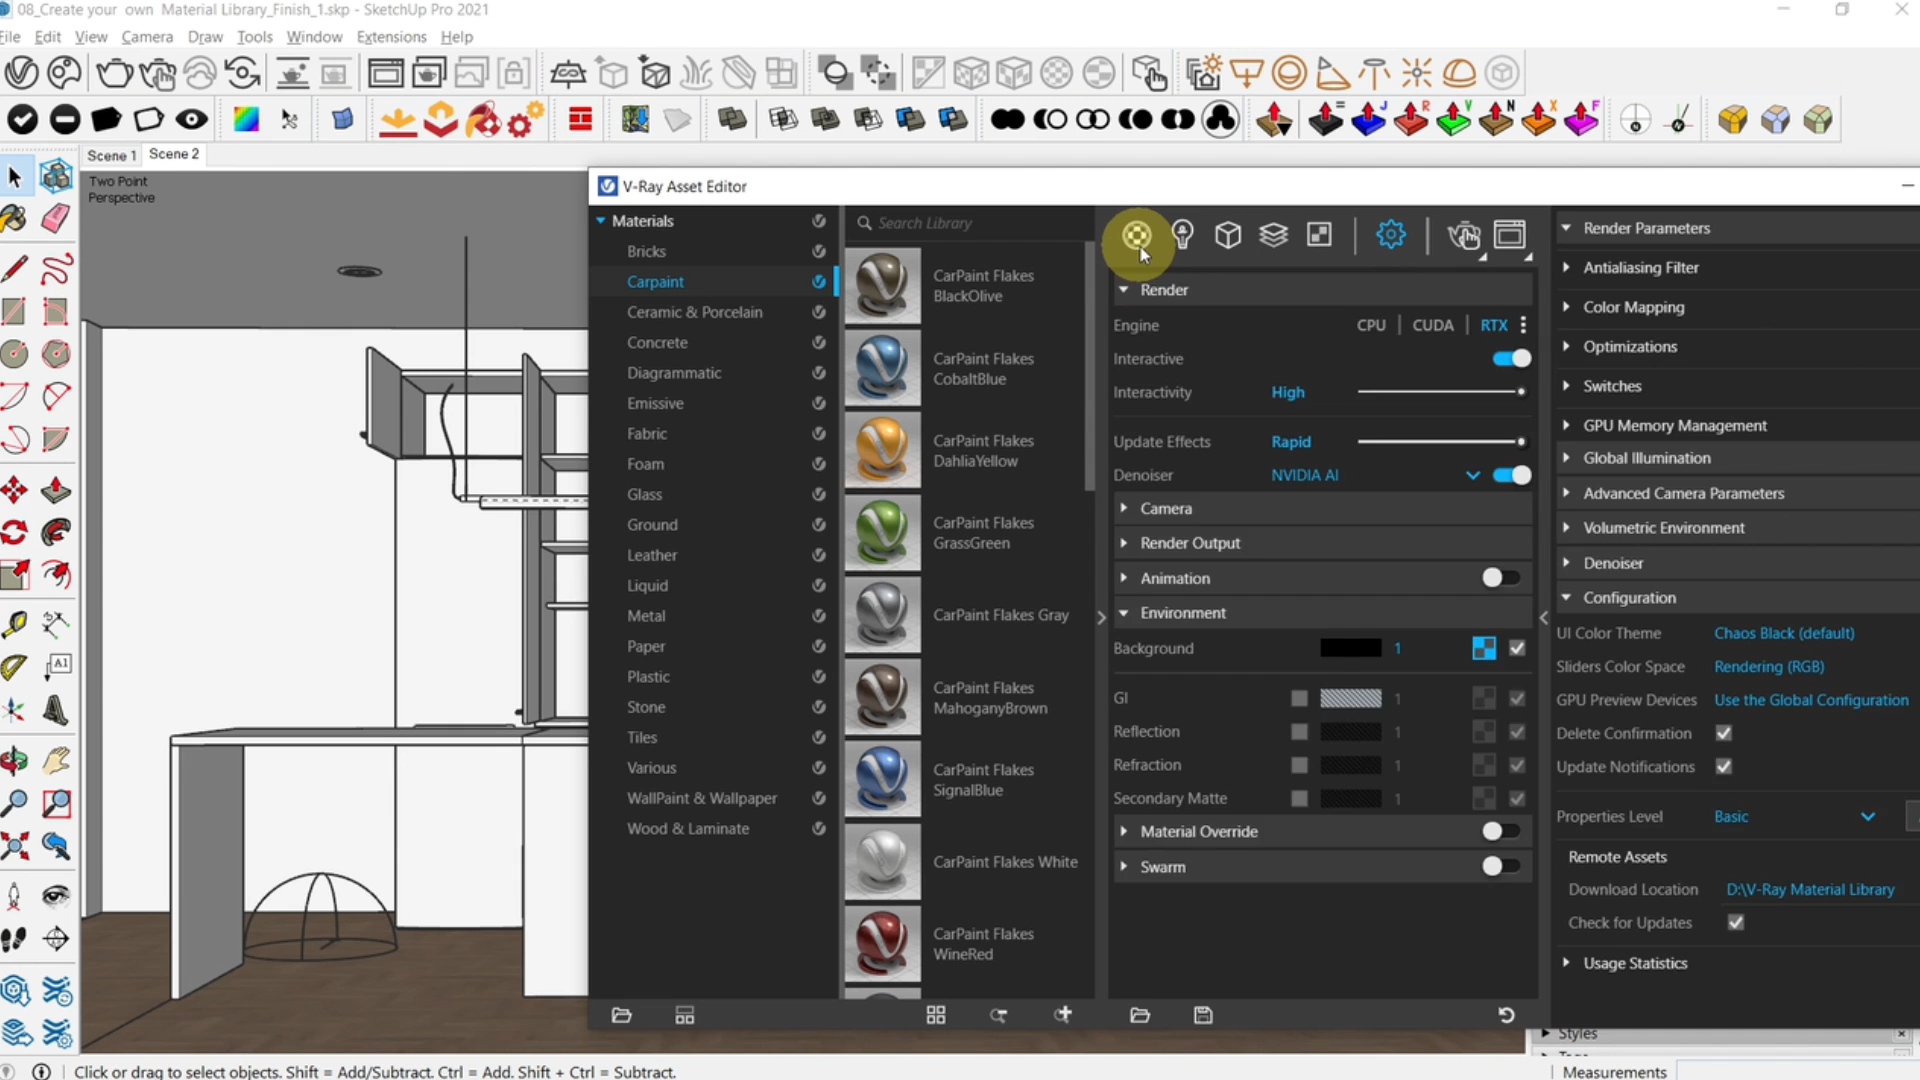 08_Create your own Material Library_Finish_1.skp - SketchUp Pro 2021
File Edit View Camera Draw Tools Window Extensions Help
= J R V N X F
Scene 1 Scene 2
Two Point
Perspective
A1
V-Ray Asset Editor
Materials
Bricks
Carpaint
Ceramic & Porcelain
Concrete
Diagrammatic
Emissive
Fabric
Foam
Glass
Ground
Leather
Liquid
Metal
Paper
Plastic
Stone
Tiles
Various
WallPaint & Wallpaper
Wood & Laminate
Search Library
CarPaint Flakes
BlackOlive
CarPaint Flakes
CobaltBlue
CarPaint Flakes
DahliaYellow
CarPaint Flakes
GrassGreen
CarPaint Flakes Gray
CarPaint Flakes
MahoganyBrown
CarPaint Flakes
SignalBlue
CarPaint Flakes White
CarPaint Flakes
WineRed
Render
Engine CPU CUDA RTX
Interactive
Interactivity High
Update Effects Rapid
Denoiser NVIDIA AI
Camera
Render Output
Animation
Environment
Background 1
GI 1
Reflection 1
Refraction 1
Secondary Matte 1
Material Override
Swarm
Render Parameters
Antialiasing Filter
Color Mapping
Optimizations
Switches
GPU Memory Management
Global Illumination
Advanced Camera Parameters
Volumetric Environment
Denoiser
Configuration
UI Color Theme Chaos Black (default)
Sliders Color Space Rendering (RGB)
GPU Preview Devices Use the Global Configuration
Delete Confirmation
Update Notifications
Properties Level Basic
Remote Assets
Download Location D:\V-Ray Material Library
Check for Updates
Usage Statistics
Styles
Click or drag to select objects. Shift = Add/Subtract. Ctrl = Add. Shift + Ctrl = Subtract.
Measurements